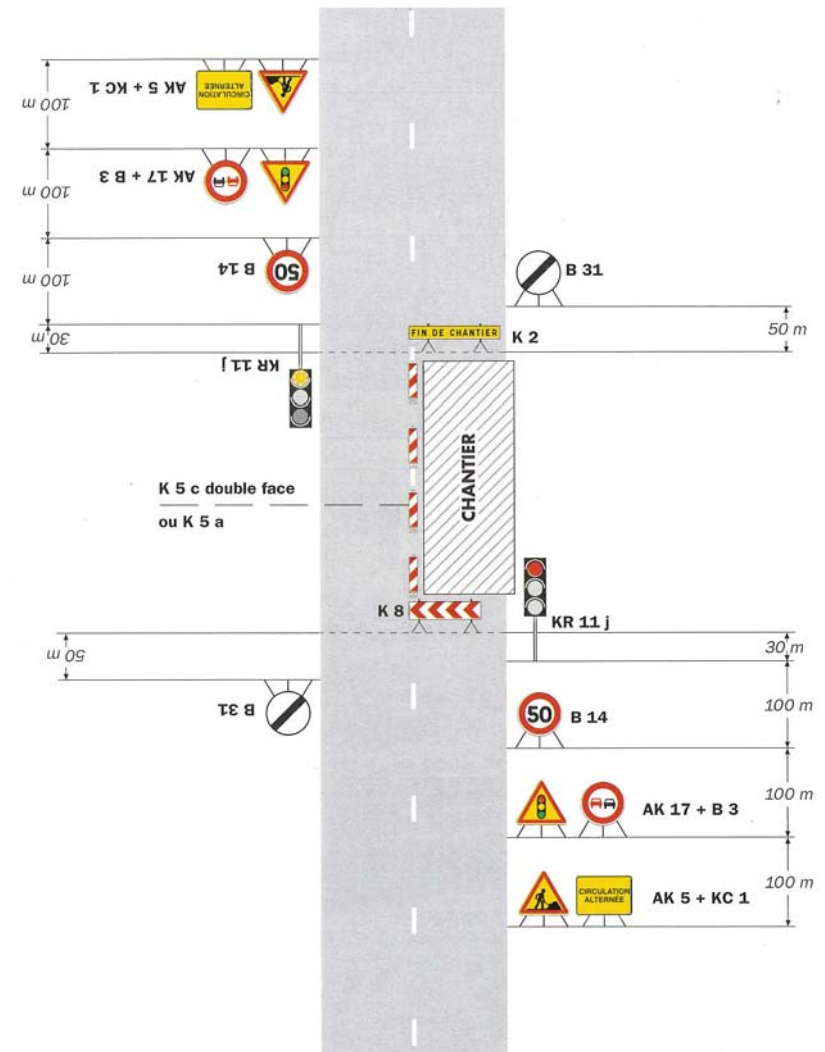 AK 5 + KC 1
CIRCULATION
ALTERNÉE
100 m
AK 17 + B 3
100 m
B 14
50
100 m
B 31
50 m
30 m
FIN DE CHANTIER
K 2
KR 11 j
CHANTIER
K 5 c double face
ou K 5 a
K 8
KR 11 j
30 m
50 m
B 31
50
B 14
100 m
AK 17 + B 3
100 m
CIRCULATION
ALTERNÉE
AK 5 + KC 1
100 m